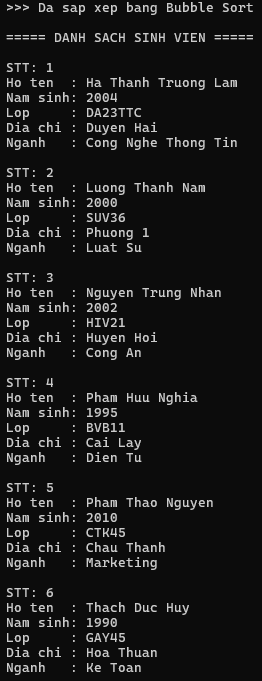 >>> Da sap xep bang Bubble Sort
===== DANH SACH SINH VIEN =====
STT: 1
Ho ten  : Ha Thanh Truong Lam
Nam sinh: 2004
Lop     : DA23TTC
Dia chi : Duyen Hai
Nganh   : Cong Nghe Thong Tin
STT: 2
Ho ten  : Luong Thanh Nam
Nam sinh: 2000
Lop     : SUV36
Dia chi : Phuong 1
Nganh   : Luat Su
STT: 3
Ho ten  : Nguyen Trung Nhan
Nam sinh: 2002
Lop     : HIV21
Dia chi : Huyen Hoi
Nganh   : Cong An
STT: 4
Ho ten  : Pham Huu Nghia
Nam sinh: 1995
Lop     : BVB11
Dia chi : Cai Lay
Nganh   : Dien Tu
STT: 5
Ho ten  : Pham Thao Nguyen
Nam sinh: 2010
Lop     : CTK45
Dia chi : Chau Thanh
Nganh   : Marketing
STT: 6
Ho ten  : Thach Duc Huy
Nam sinh: 1990
Lop     : GAY45
Dia chi : Hoa Thuan
Nganh   : Ke Toan